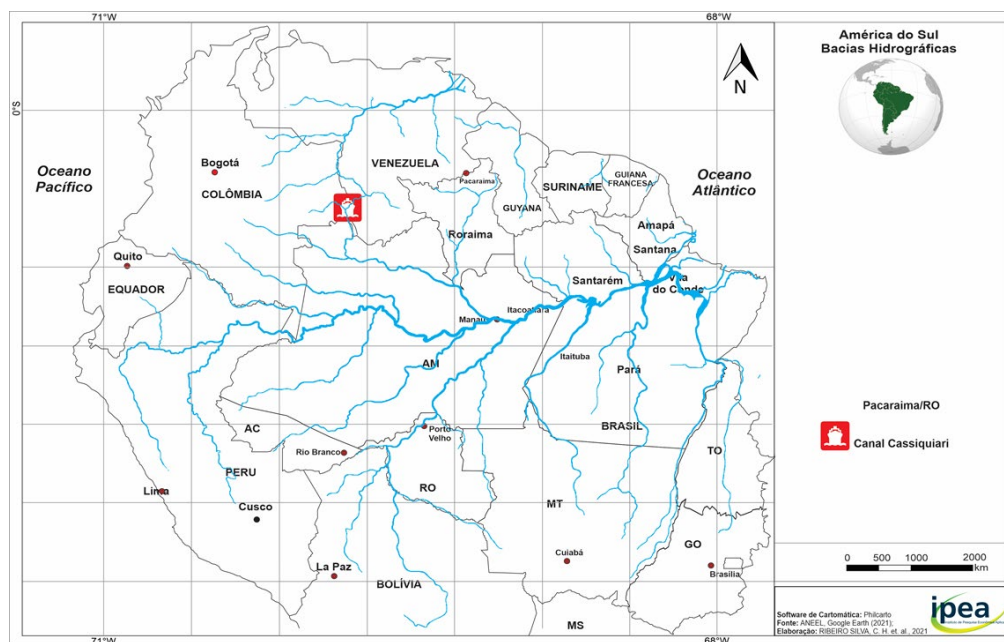 71°W
68°W
0°S
América do Sul
Bacias Hidrográficas
N
Oceano
Pacífico
Oceano
Atlântico
Bogotá
COLÔMBIA
VENEZUELA
Pacaraima
GUYANA
SURINAME
GUIANA
FRANCESA
Roraima
Amapá
Santana
Quito
EQUADOR
Santarém
Vila
do Conde
Manaus
Itacoatiara
Itaituba
AM
Pará
AC
Porto
Velho
BRASIL
Rio Branco
TO
PERU
RO
MT
Lima
Cusco
GO
Cuiabá
Brasília
La Paz
BOLÍVIA
MS
Pacaraima/RO
Canal Cassiquiari
0 500 1000 2000
km
Software de Cartomática: Philcarto
Fonte: ANEEL, Google Earth (2021);
Elaboração: RIBEIRO SILVA, C. H. et. al., 2021
ipea
71°W
68°W